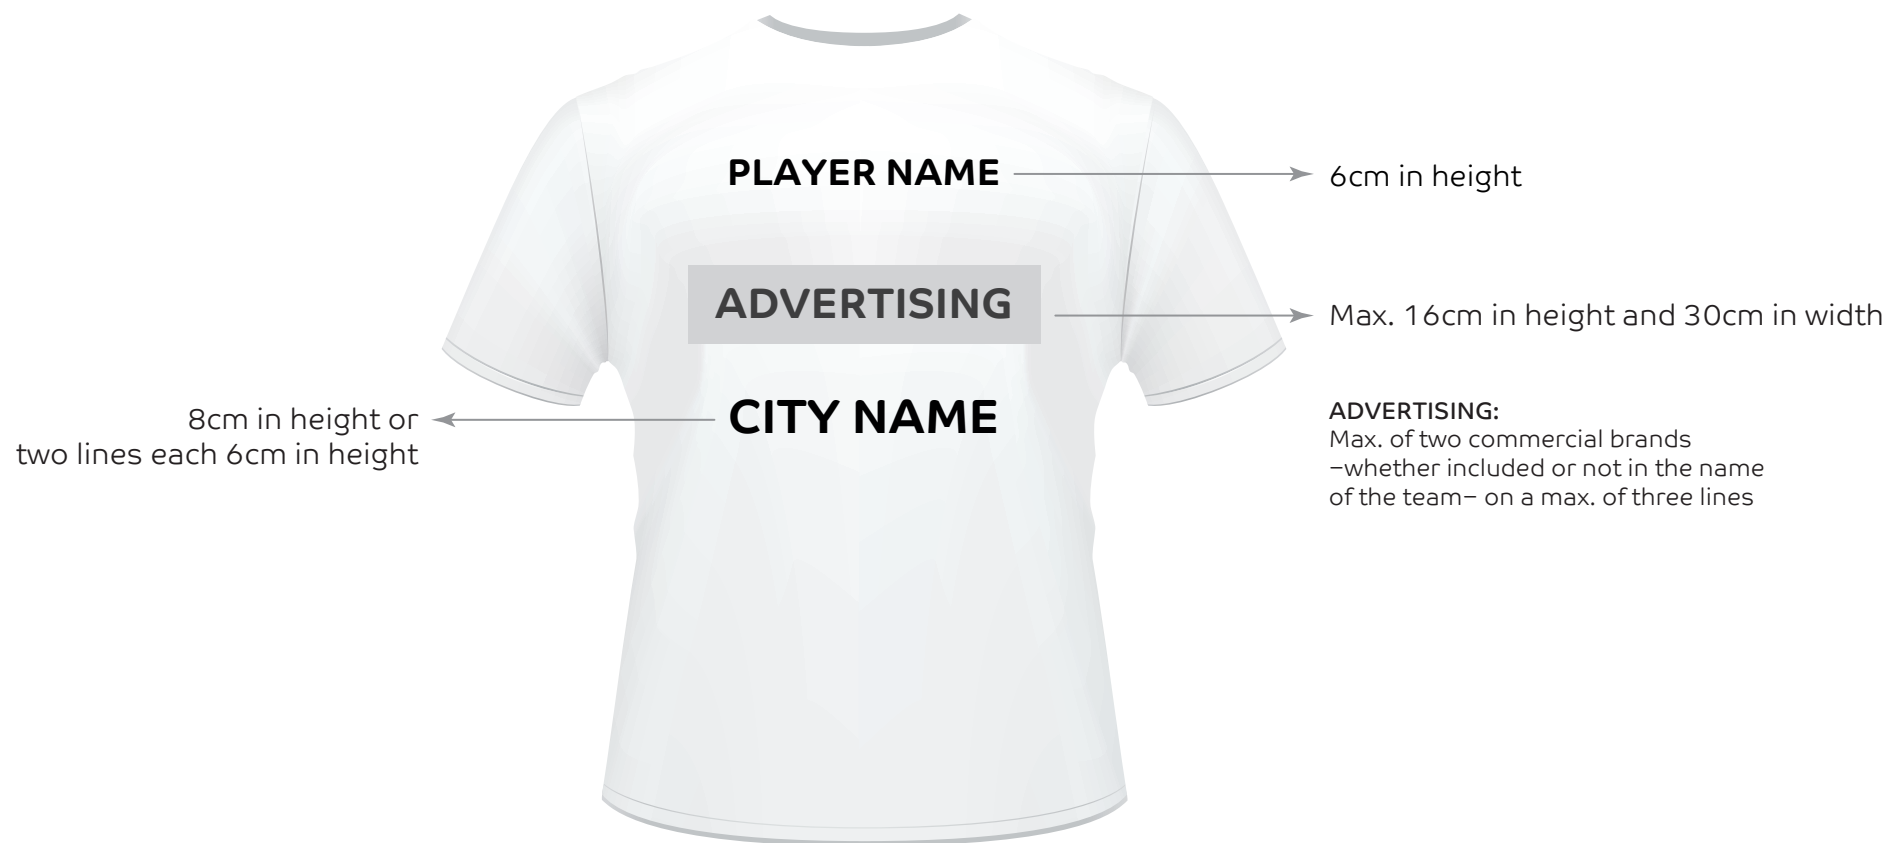 PLAYER NAME
6cm in height
ADVERTISING
Max. 16cm in height and 30cm in width
CITY NAME
8cm in height or
two lines each 6cm in height
ADVERTISING:
Max. of two commercial brands
–whether included or not in the name
of the team– on a max. of three lines